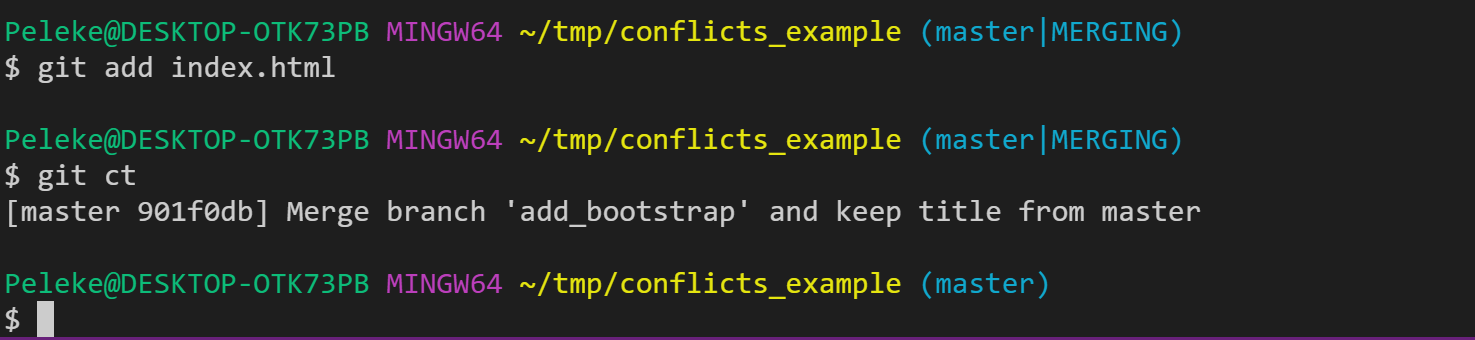 Peleke@DESKTOP-OTK73PB MINGW64 ~/tmp/conflicts_example (master|MERGING)
$ git add index.html
Peleke@DESKTOP-OTK73PB MINGW64 ~/tmp/conflicts_example (master|MERGING)
$ git ct
[master 901f0db] Merge branch 'add_bootstrap' and keep title from master
Peleke@DESKTOP-OTK73PB MINGW64 ~/tmp/conflicts_example (master)
$